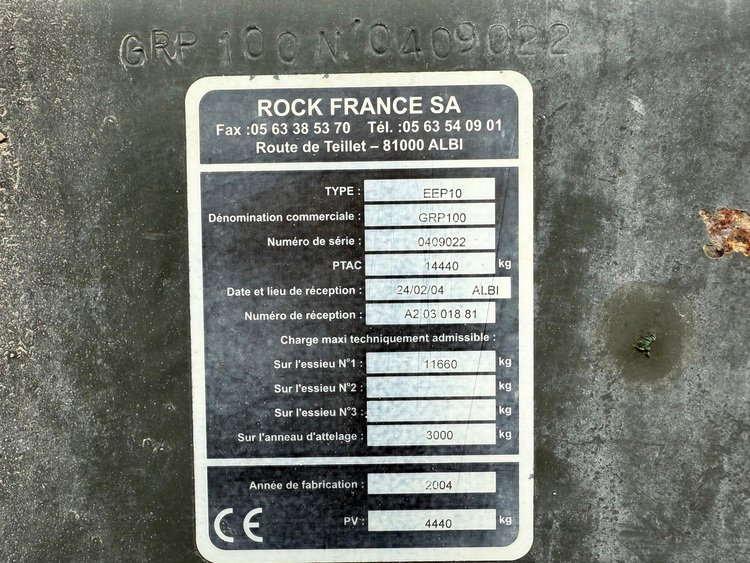 GRP 100 N° 0409022
ROCK FRANCE SA
Fax :05 63 38 53 70 Tél. :05 63 54 09 01
Route de Teillet – 81000 ALBI
TYPE : EEP10
Dénomination commerciale : GRP100
Numéro de série : 0409022
PTAC 14440 kg
Date et lieu de réception : 24/02/04 ALBI
Numéro de réception : A2 03 018 81
Charge maxi techniquement admissible :
Sur l'essieu N°1 : 11660 kg
Sur l'essieu N°2 : kg
Sur l'essieu N°3 : kg
Sur l'anneau d'attelage : 3000 kg
Année de fabrication : 2004
CE PV : 4440 kg